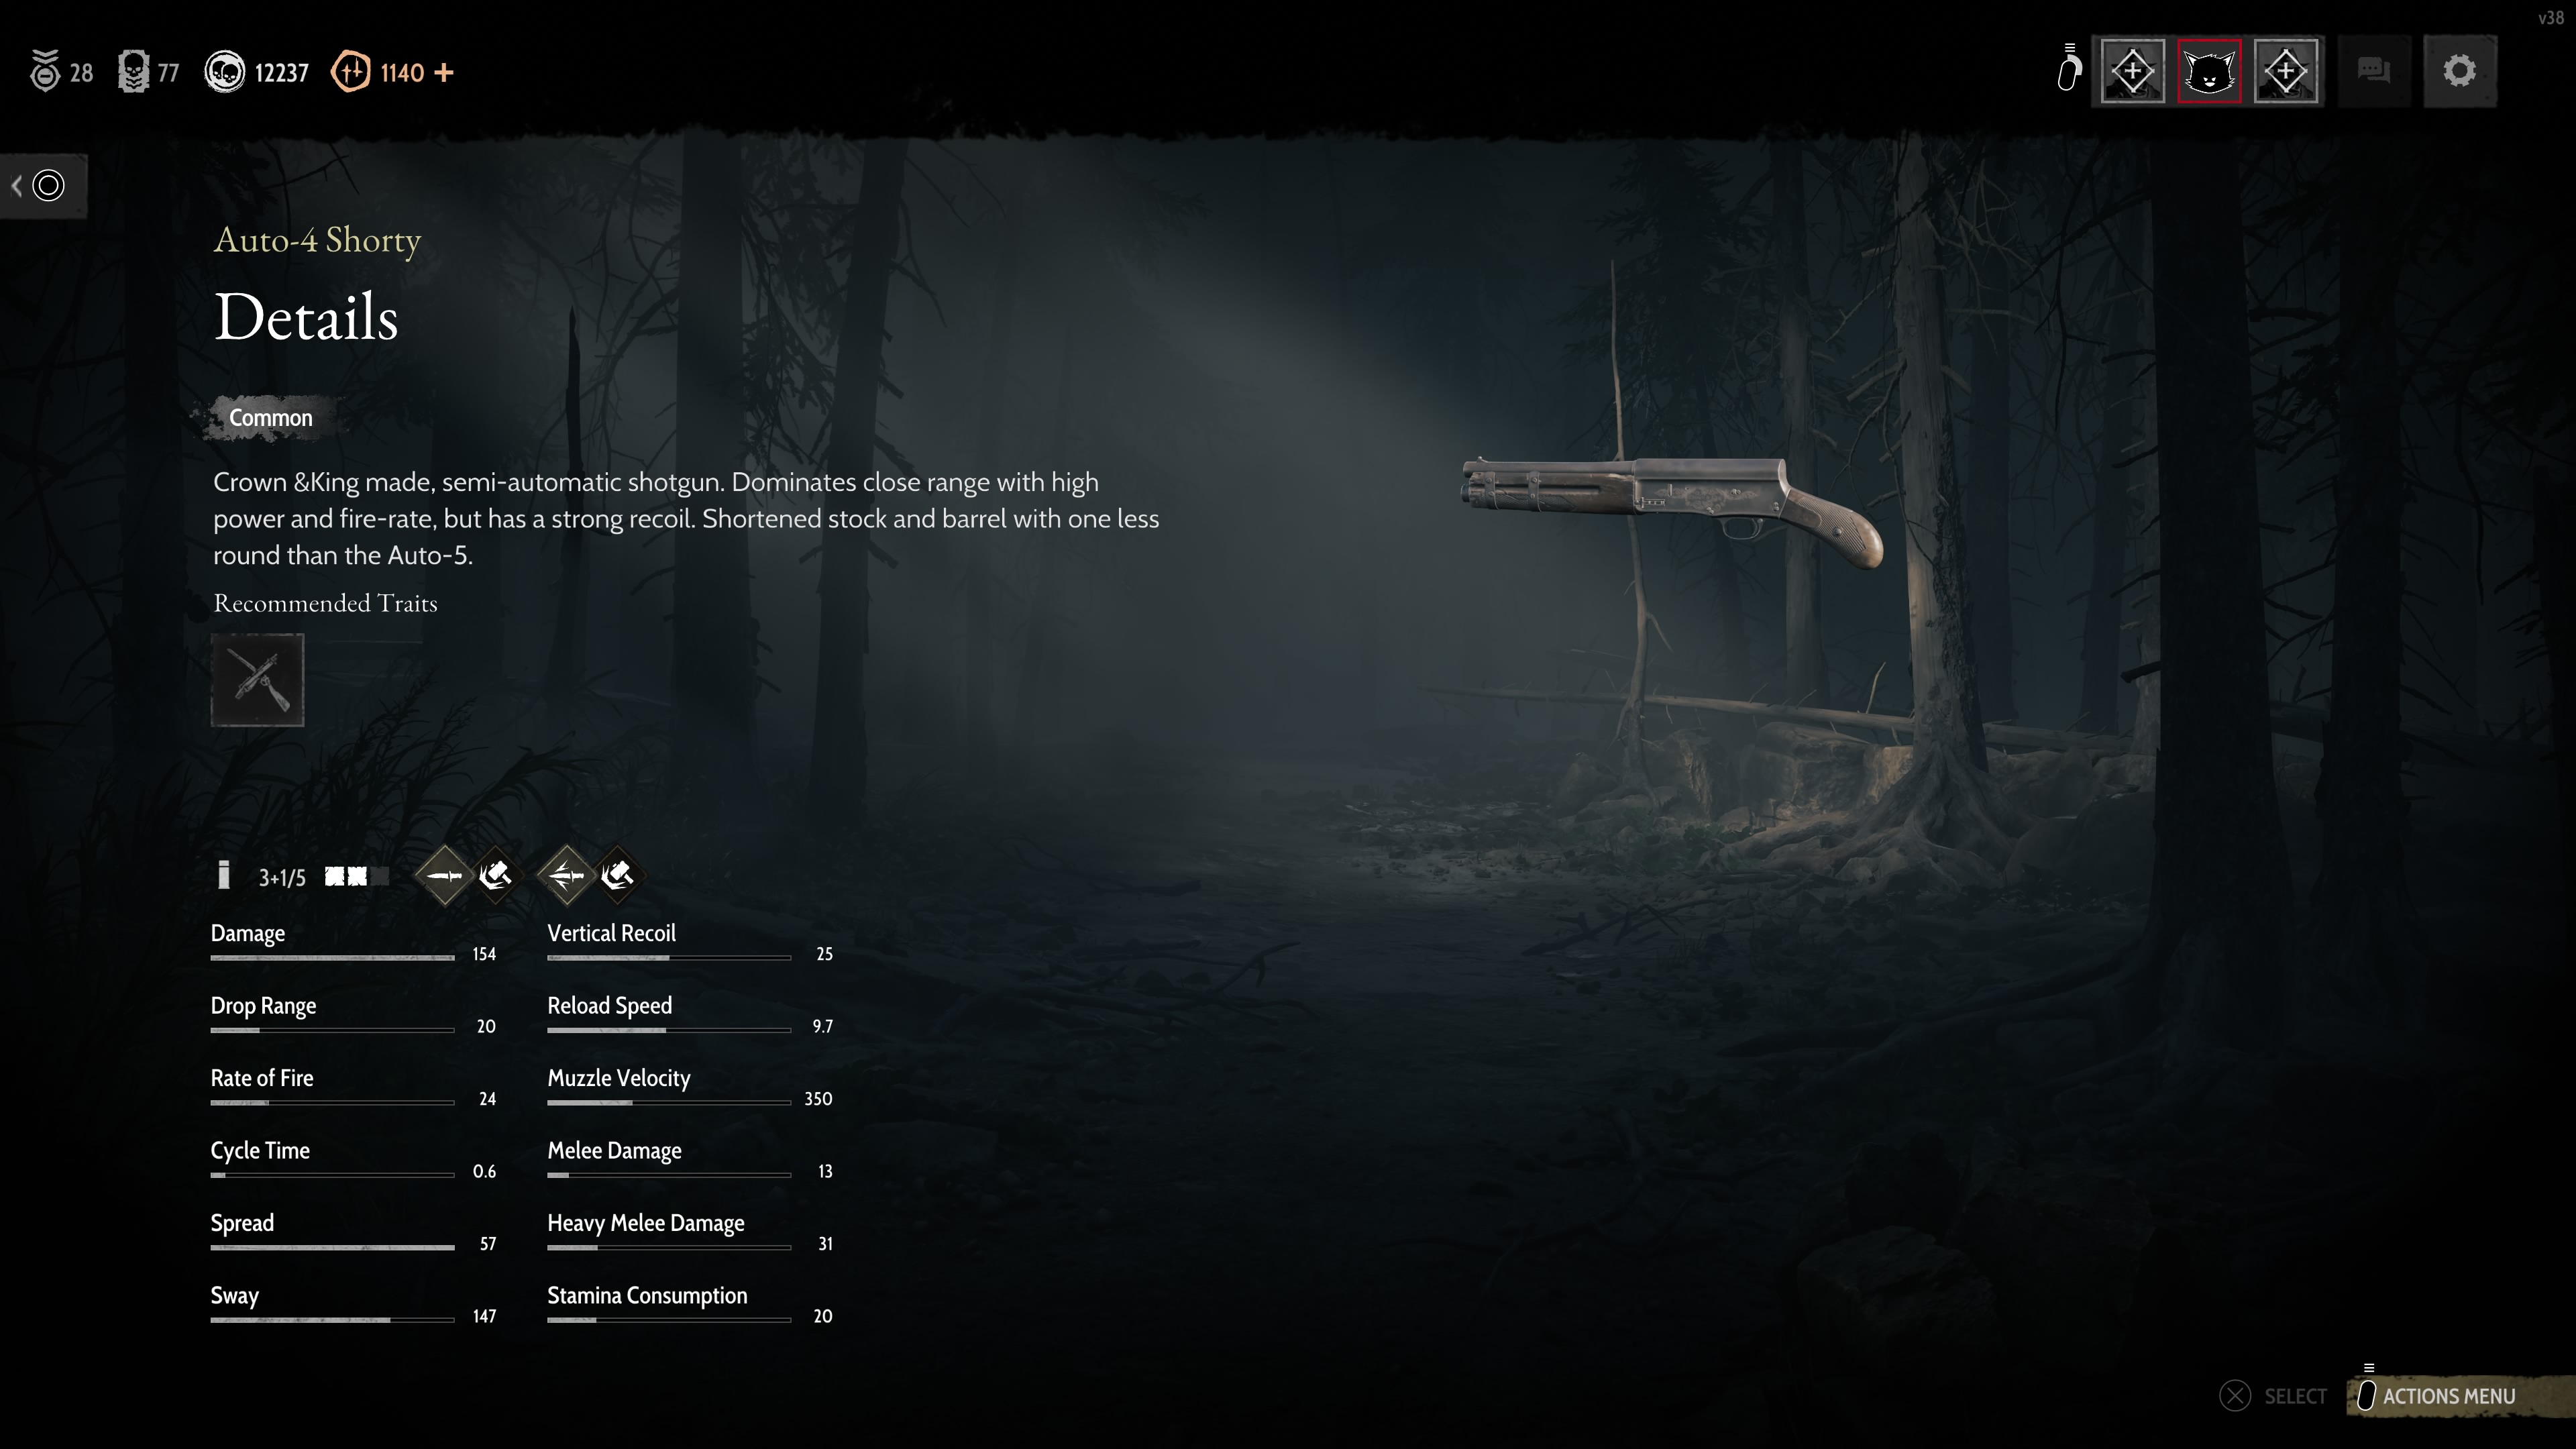 v38
28 77 12237 1140 +
Auto-4 Shorty
Details
Common
Crown &King made, semi-automatic shotgun. Dominates close range with high
power and fire-rate, but has a strong recoil. Shortened stock and barrel with one less
round than the Auto-5.
Recommended Traits
3+1/5
Damage 154
Drop Range 20
Rate of Fire 24
Cycle Time 0.6
Spread 57
Sway 147
Vertical Recoil 25
Reload Speed 9.7
Muzzle Velocity 350
Melee Damage 13
Heavy Melee Damage 31
Stamina Consumption 20
SELECT ACTIONS MENU